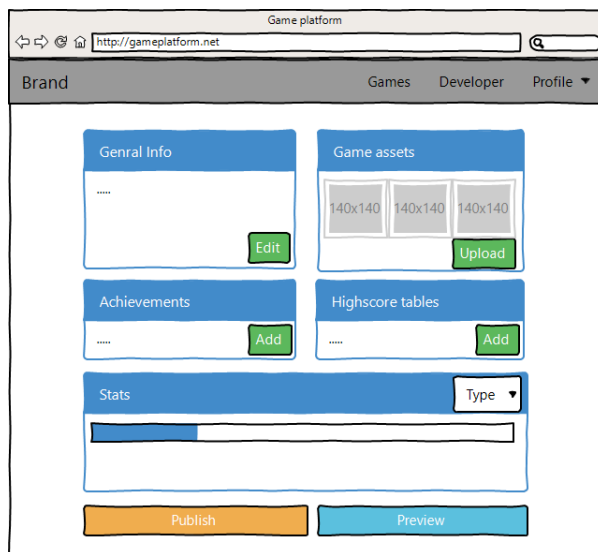 Game platform
http://gameplatform.net
Brand Games Developer Profile
Genral Info
.....
Edit
Game assets
140x140 140x140 140x140
Upload
Achievements
..... Add
Highscore tables
..... Add
Stats Type
Publish Preview